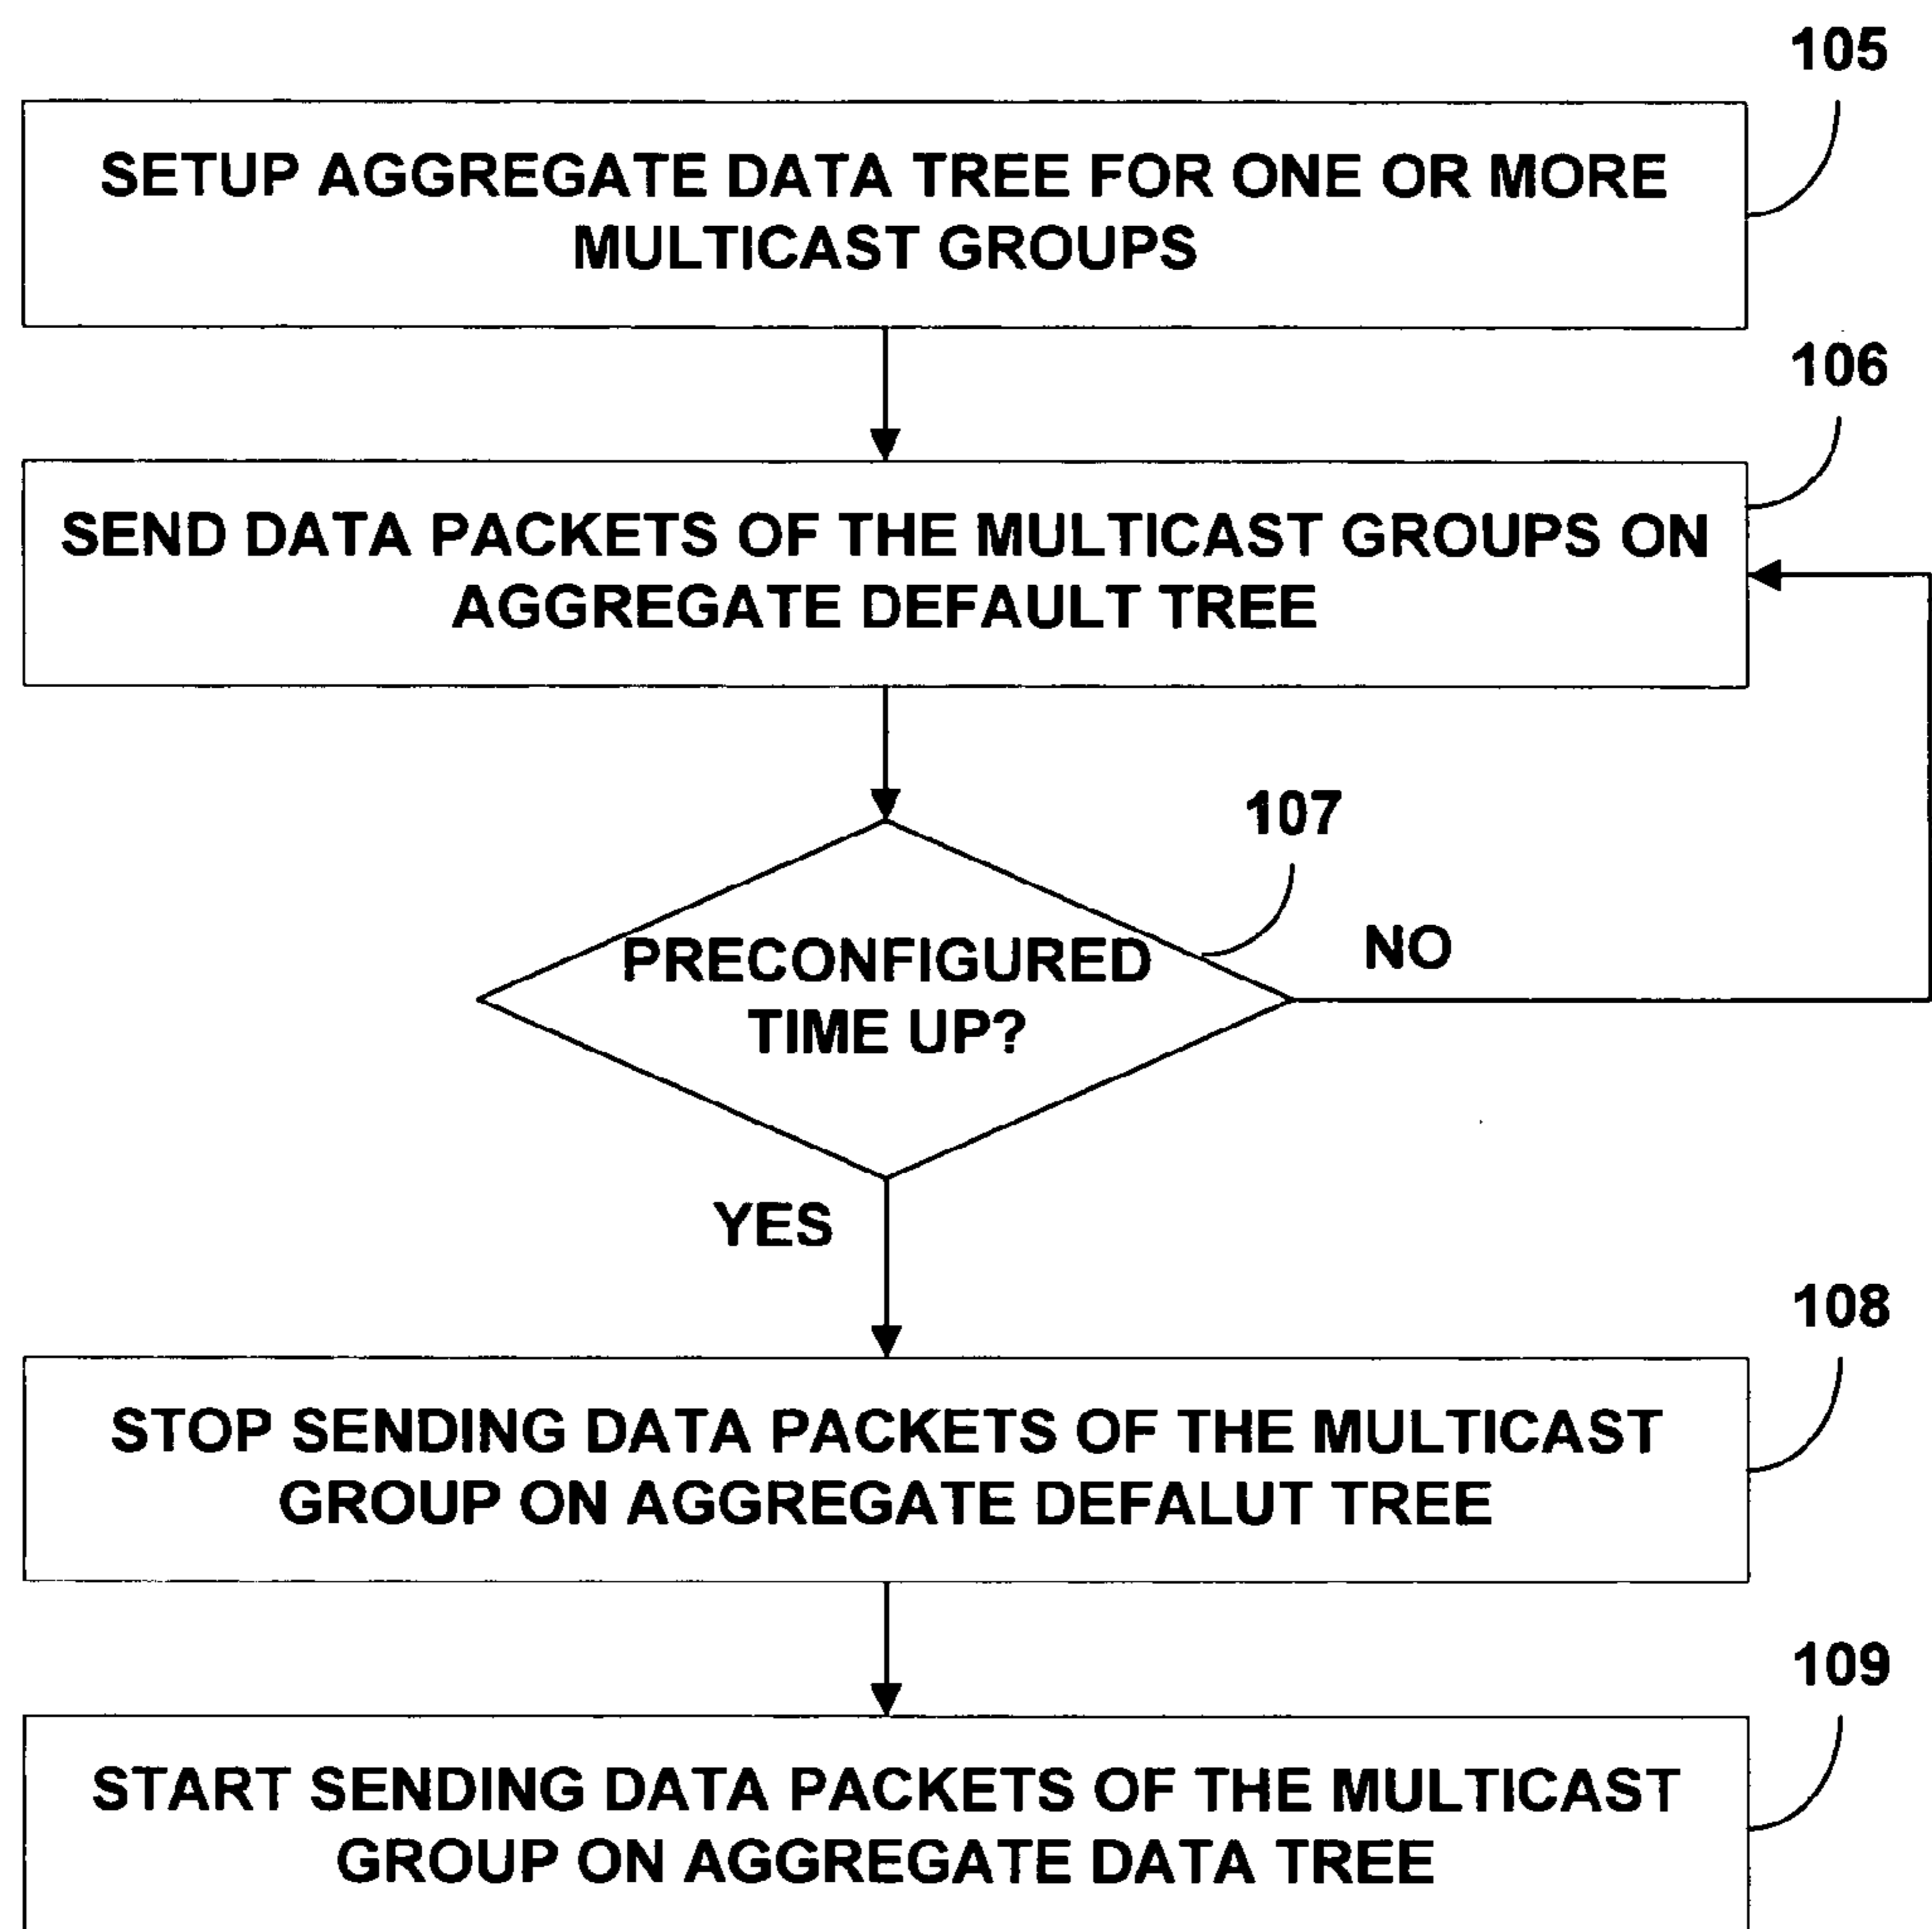 105
SETUP AGGREGATE DATA TREE FOR ONE OR MORE
MULTICAST GROUPS
106
SEND DATA PACKETS OF THE MULTICAST GROUPS ON
AGGREGATE DEFAULT TREE
107
PRECONFIGURED
TIME UP?
NO
YES
108
STOP SENDING DATA PACKETS OF THE MULTICAST
GROUP ON AGGREGATE DEFALUT TREE
109
START SENDING DATA PACKETS OF THE MULTICAST
GROUP ON AGGREGATE DATA TREE